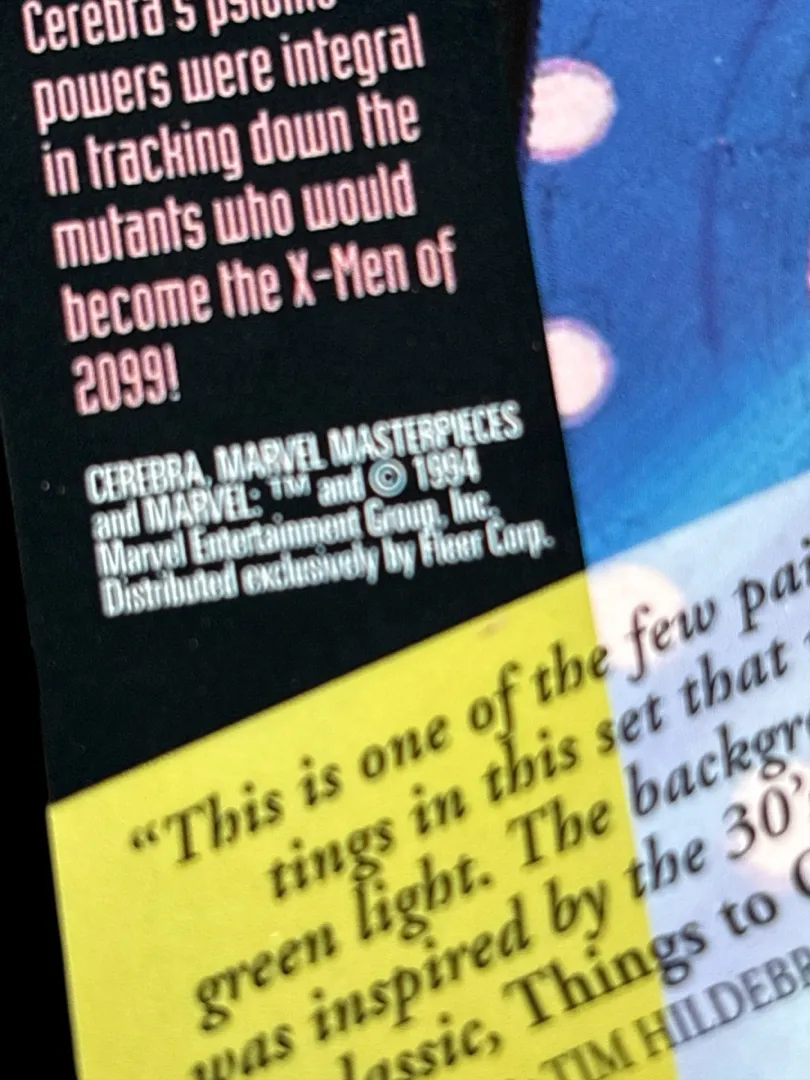 Cerebra's psionic
powers were integral
in tracking down the
mutants who would
become the X-Men of
2099!
CEREBRA, MARVEL MASTERPIECES
and MARVEL: ™ and © 1994
Marvel Entertainment Group, Inc.
Distributed exclusively by Fleer Corp.
“This is one of the few pai
tings in this set that
green light. The backgr
was inspired by the 30'
lassic, Things to C
TIM HILDEB